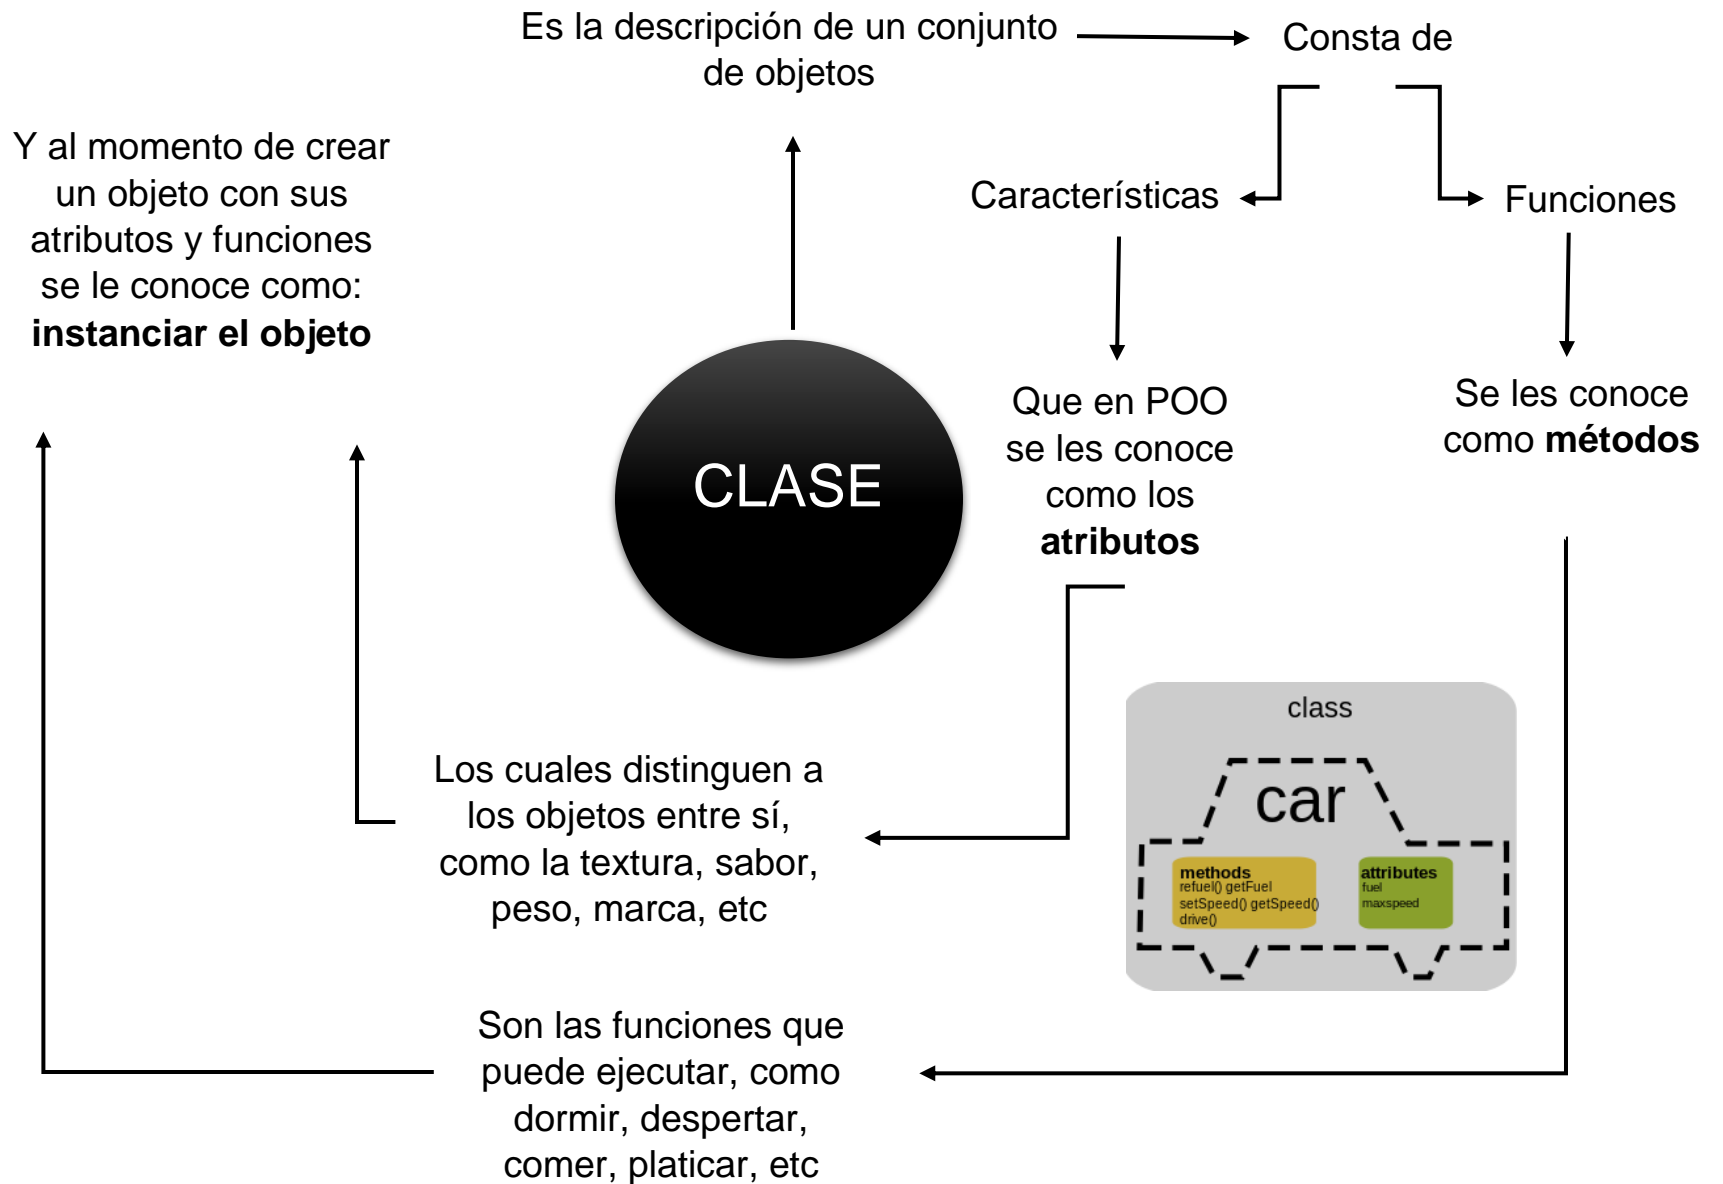 Es la descripción de un conjunto
de objetos
Consta de
Características
Funciones
Y al momento de crear
un objeto con sus
atributos y funciones
se le conoce como:
instanciar el objeto
Que en POO
se les conoce
como los
atributos
Se les conoce
como métodos
CLASE
Los cuales distinguen a
los objetos entre sí,
como la textura, sabor,
peso, marca, etc
class
car
methods
refuel() getFuel
setSpeed() getSpeed()
drive()
attributes
fuel
maxspeed
Son las funciones que
puede ejecutar, como
dormir, despertar,
comer, platicar, etc